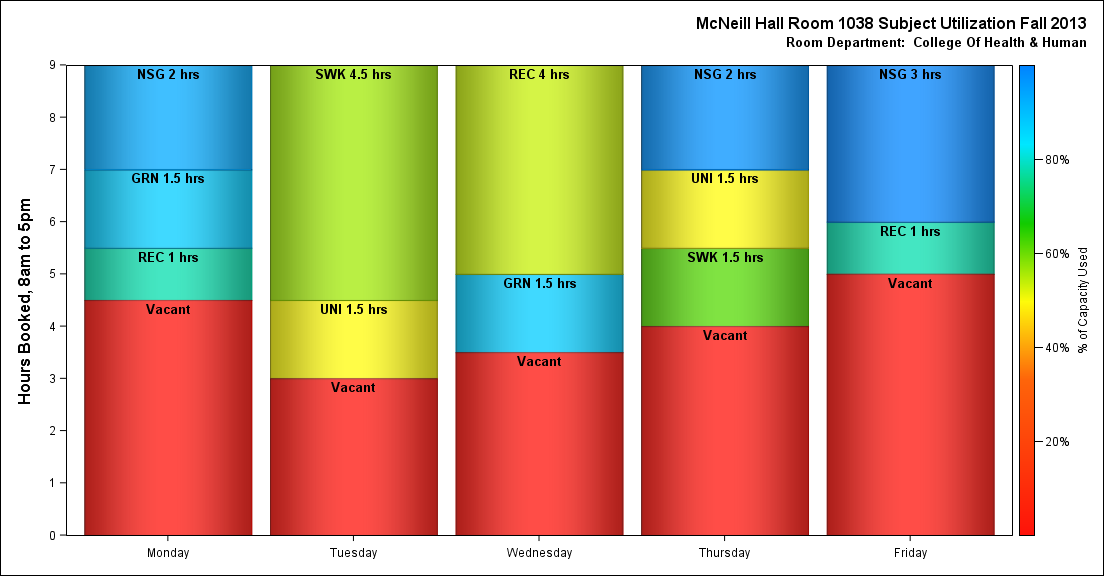 McNeill Hall Room 1038 Subject Utilization Fall 2013
Room Department: College Of Health & Human
Hours Booked, 8am to 5pm
9
8
7
6
5
4
3
2
1
0
NSG 2 hrs
GRN 1.5 hrs
REC 1 hrs
Vacant
SWK 4.5 hrs
UNI 1.5 hrs
Vacant
REC 4 hrs
GRN 1.5 hrs
Vacant
NSG 2 hrs
UNI 1.5 hrs
SWK 1.5 hrs
Vacant
NSG 3 hrs
REC 1 hrs
Vacant
Monday
Tuesday
Wednesday
Thursday
Friday
80%
60%
40%
20%
% of Capacity Used